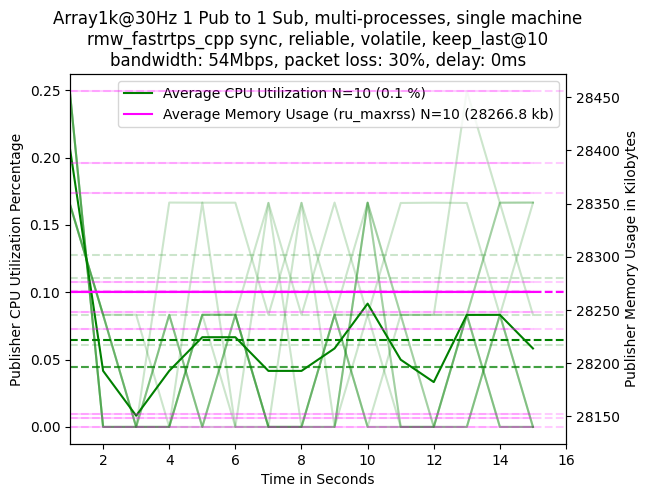 Array1k@30Hz 1 Pub to 1 Sub, multi-processes, single machine
rmw_fastrtps_cpp sync, reliable, volatile, keep_last@10
bandwidth: 54Mbps, packet loss: 30%, delay: 0ms
Average CPU Utilization N=10 (0.1 %)
Average Memory Usage (ru_maxrss) N=10 (28266.8 kb)
Publisher CPU Utilization Percentage
0.25
0.20
0.15
0.10
0.05
0.00
28450
28400
28350
28300
28250
28200
28150
Publisher Memory Usage in Kilobytes
2 4 6 8 10 12 14 16
Time in Seconds